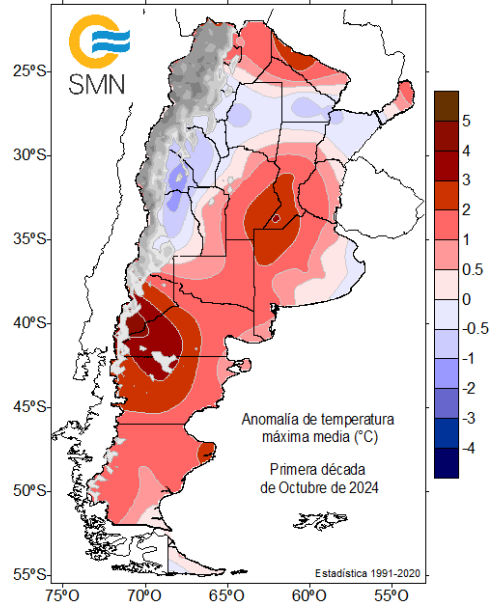 SMN
25°S
30°S
35°S
40°S
45°S
50°S
55°S
75°O
70°O
65°O
60°O
55°O
5
4
3
2
1
0.5
0
-0.5
-1
-2
-3
-4
Anomalía de temperatura
máxima media (°C)
Primera década
de Octubre de 2024
Estadística 1991-2020